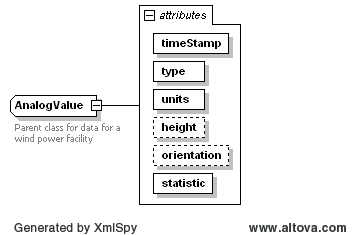 attributes
timeStamp
type
units
height
orientation
statistic
AnalogValue
Parent class for data for a
wind power facility
Generated by XmlSpy
www.altova.com